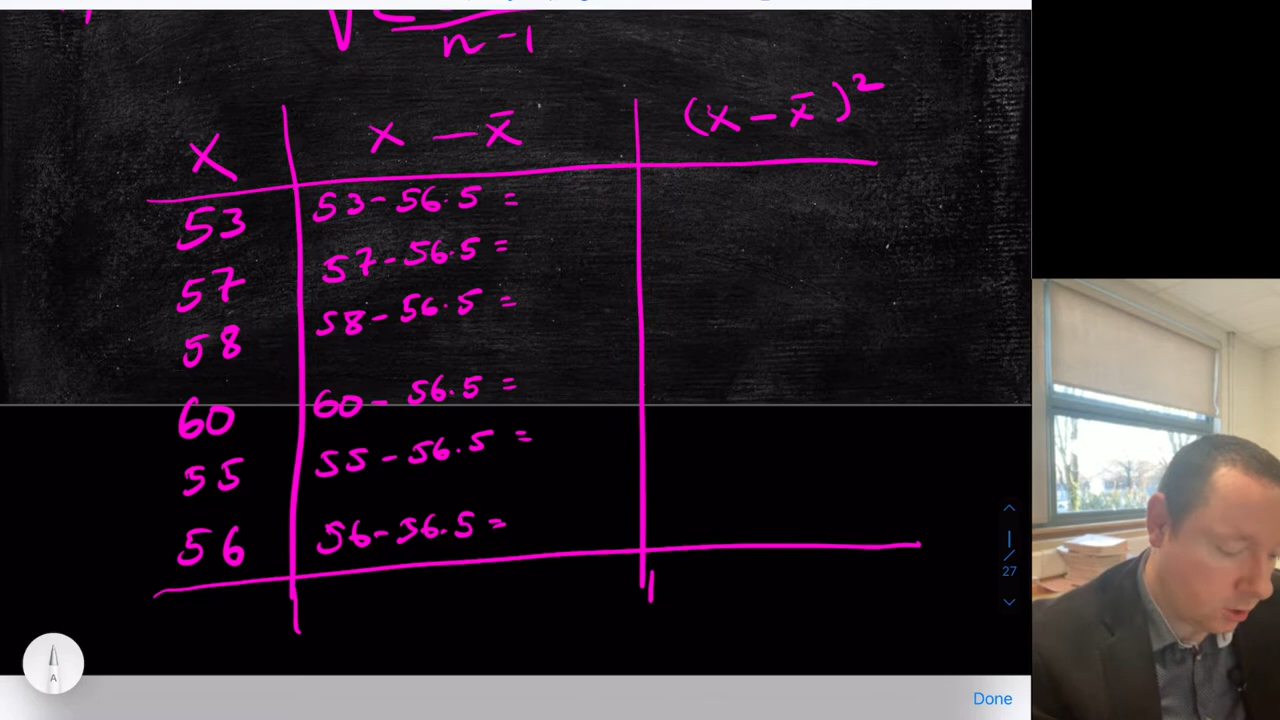 n-1
x
x - x̄
(x - x̄)²
53
53-56.5 =
57
57-56.5 =
58
58-56.5 =
60
60- 56.5 =
55
55-56.5 =
56
56-56.5 =
1
27
A
Done